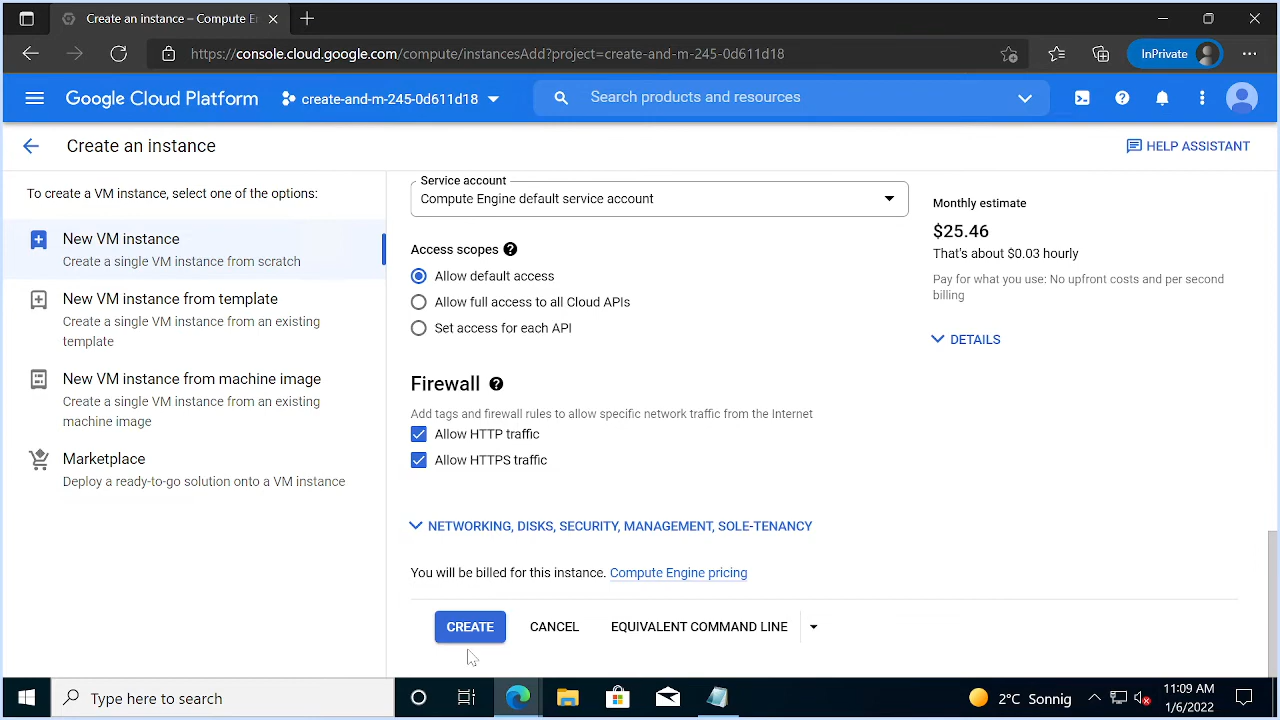 Create an instance – Compute E
https://console.cloud.google.com/compute/instancesAdd?project=create-and-m-245-0d611d18
InPrivate
Google Cloud Platform
create-and-m-245-0d611d18
Search products and resources
Create an instance
HELP ASSISTANT
To create a VM instance, select one of the options:
New VM instance
Create a single VM instance from scratch
New VM instance from template
Create a single VM instance from an existing
template
New VM instance from machine image
Create a single VM instance from an existing
machine image
Marketplace
Deploy a ready-to-go solution onto a VM instance
Service account
Compute Engine default service account
Access scopes
Allow default access
Allow full access to all Cloud APIs
Set access for each API
Firewall
Add tags and firewall rules to allow specific network traffic from the Internet
Allow HTTP traffic
Allow HTTPS traffic
NETWORKING, DISKS, SECURITY, MANAGEMENT, SOLE-TENANCY
You will be billed for this instance. Compute Engine pricing
CREATE
CANCEL
EQUIVALENT COMMAND LINE
Monthly estimate
$25.46
That's about $0.03 hourly
Pay for what you use: No upfront costs and per second
billing
DETAILS
Type here to search
2°C Sonnig
11:09 AM
1/6/2022